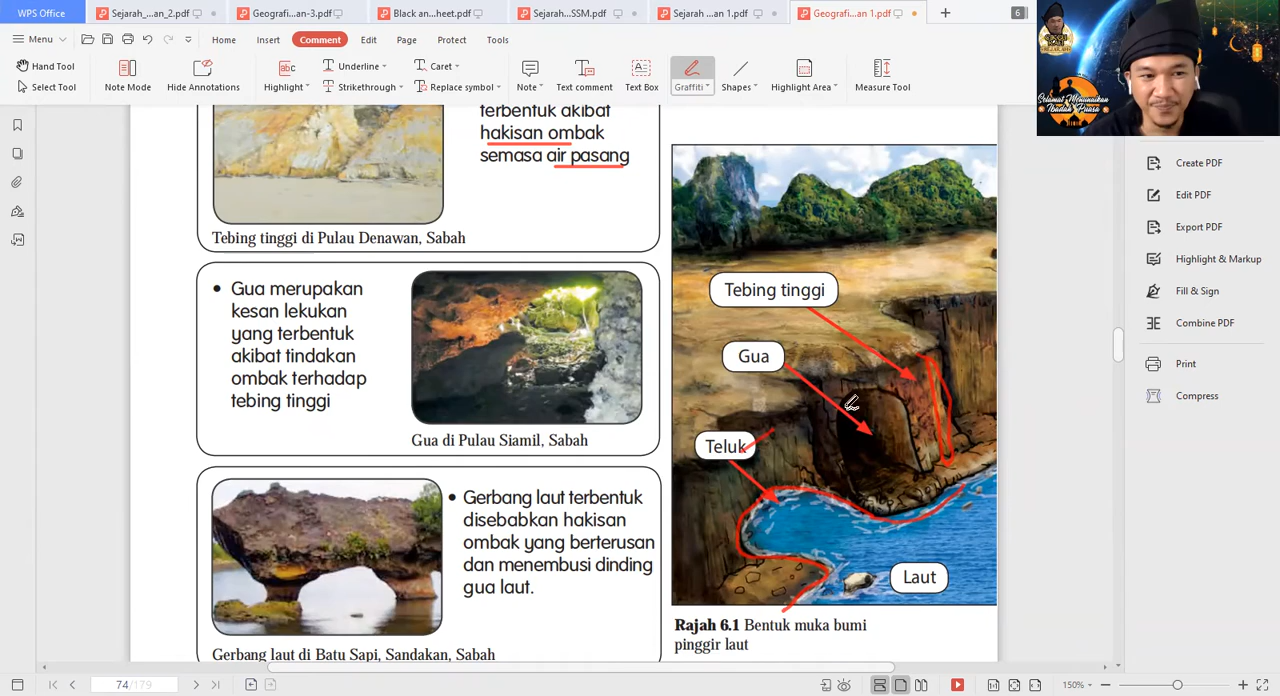 WPS Office
Sejarah_...an_2.pdf
Geografi...an-3.pdf
Black an...heet.pdf
Sejarah...SSM.pdf
Sejarah ...an 1.pdf
Geografi...an 1.pdf
6
Menu
Home
Insert
Comment
Edit
Page
Protect
Tools
Hand Tool
Select Tool
Note Mode
Hide Annotations
Highlight
Underline
Strikethrough
Caret
Replace symbol
Note
Text comment
Text Box
Graffiti
Shapes
Highlight Area
Measure Tool
Selamat Menunaikan
Ibadah Puasa
terbentuk akibat
hakisan ombak
semasa air pasang
Tebing tinggi di Pulau Denawan, Sabah
• Gua merupakan
kesan lekukan
yang terbentuk
akibat tindakan
ombak terhadap
tebing tinggi
Gua di Pulau Siamil, Sabah
• Gerbang laut terbentuk
disebabkan hakisan
ombak yang berterusan
dan menembusi dinding
gua laut.
Gerbang laut di Batu Sapi, Sandakan, Sabah
Tebing tinggi
Gua
Teluk
Laut
Rajah 6.1 Bentuk muka bumi
pinggir laut
Create PDF
Edit PDF
Export PDF
Highlight & Markup
Fill & Sign
Combine PDF
Print
Compress
74/179
150%